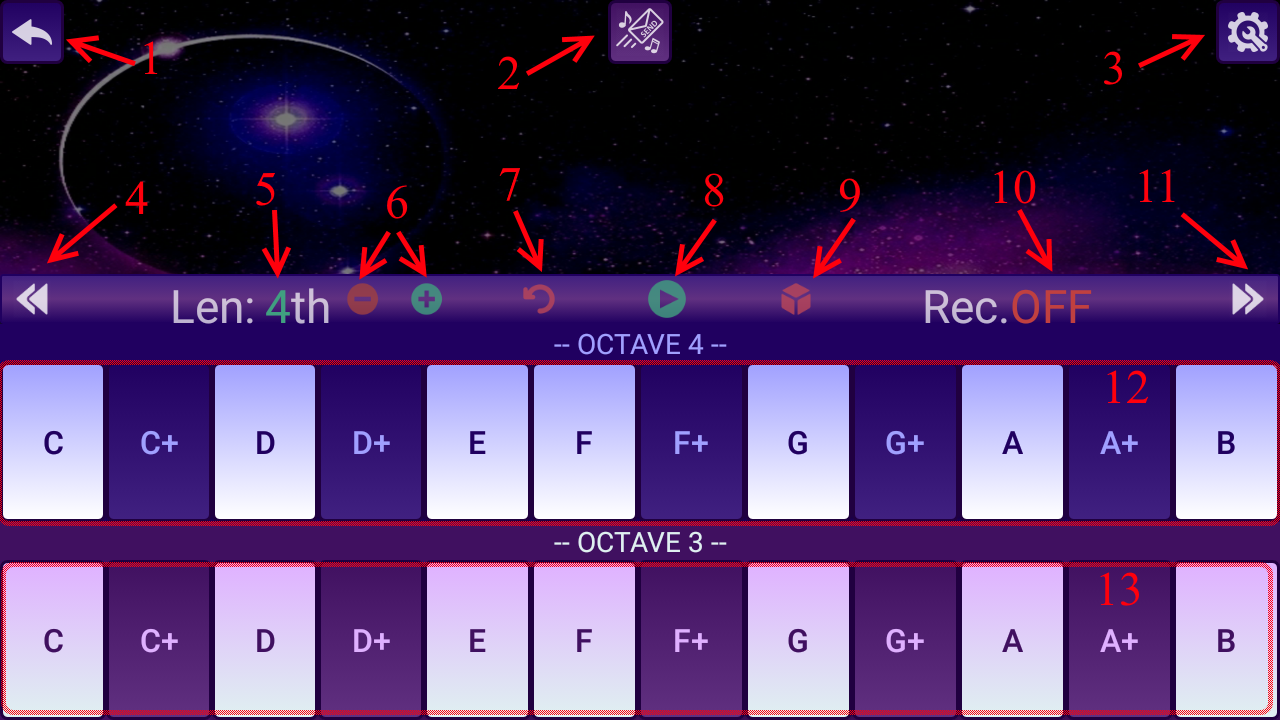 1
2
SEND
3
4
5
6
7
8
9
10
11
Len: 4th
Rec.OFF
-- OCTAVE 4 --
12
C C+ D D+ E F F+ G G+ A A+ B
-- OCTAVE 3 --
13
C C+ D D+ E F F+ G G+ A A+ B